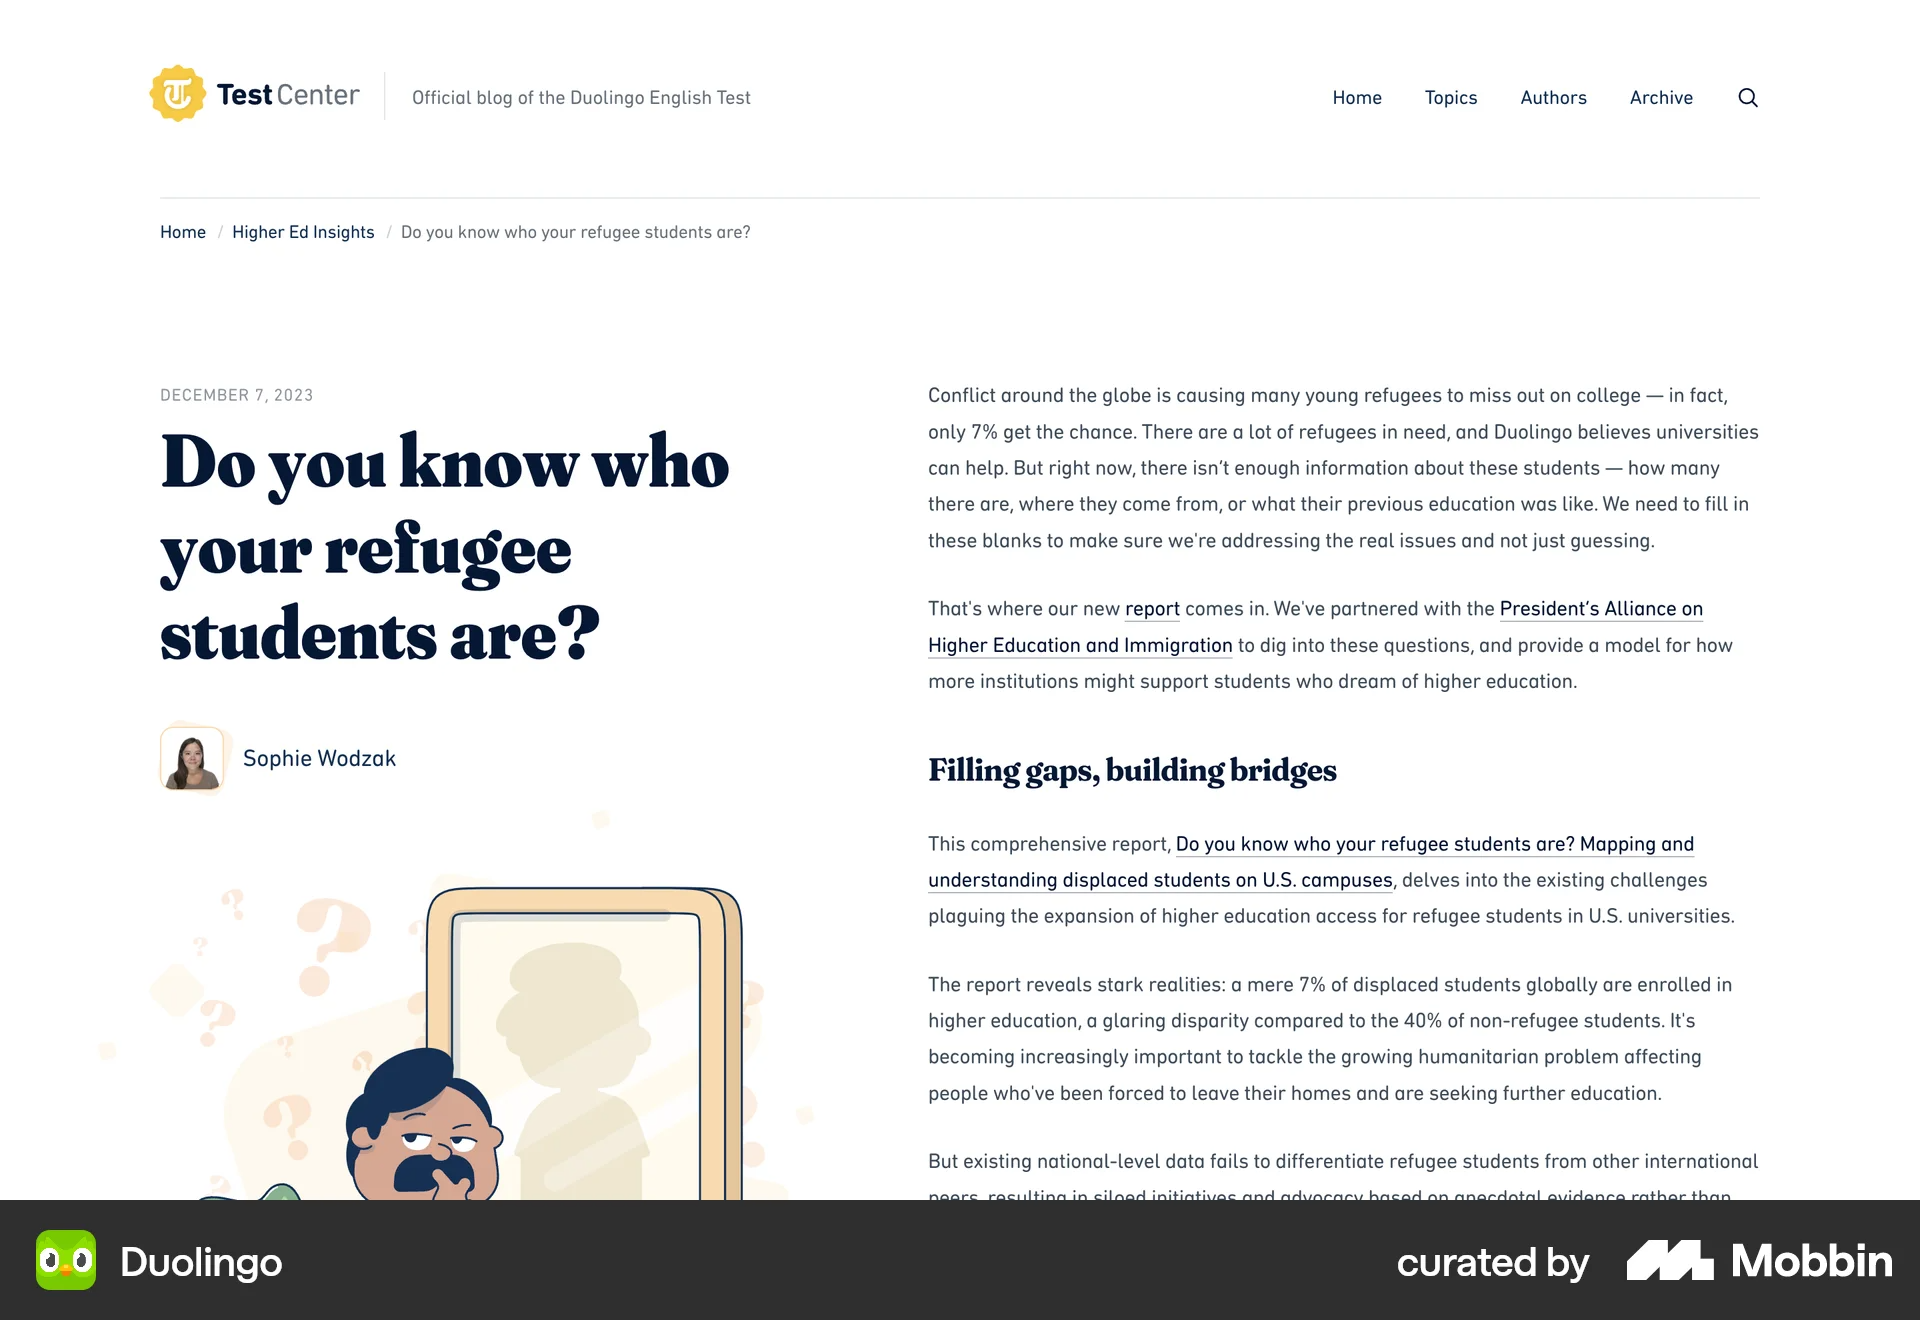 Test Center
Official blog of the Duolingo English Test
Home
Topics
Authors
Archive
Home / Higher Ed Insights / Do you know who your refugee students are?
DECEMBER 7, 2023
Do you know who
your refugee
students are?
Sophie Wodzak
Conflict around the globe is causing many young refugees to miss out on college — in fact,
only 7% get the chance. There are a lot of refugees in need, and Duolingo believes universities
can help. But right now, there isn’t enough information about these students — how many
there are, where they come from, or what their previous education was like. We need to fill in
these blanks to make sure we're addressing the real issues and not just guessing.
That's where our new report comes in. We've partnered with the President’s Alliance on
Higher Education and Immigration to dig into these questions, and provide a model for how
more institutions might support students who dream of higher education.
Filling gaps, building bridges
This comprehensive report, Do you know who your refugee students are? Mapping and
understanding displaced students on U.S. campuses, delves into the existing challenges
plaguing the expansion of higher education access for refugee students in U.S. universities.
The report reveals stark realities: a mere 7% of displaced students globally are enrolled in
higher education, a glaring disparity compared to the 40% of non-refugee students. It's
becoming increasingly important to tackle the growing humanitarian problem affecting
people who've been forced to leave their homes and are seeking further education.
But existing national-level data fails to differentiate refugee students from other international
peers, resulting in siloed initiatives and advocacy based on anecdotal evidence rather than
Duolingo
curated by Mobbin